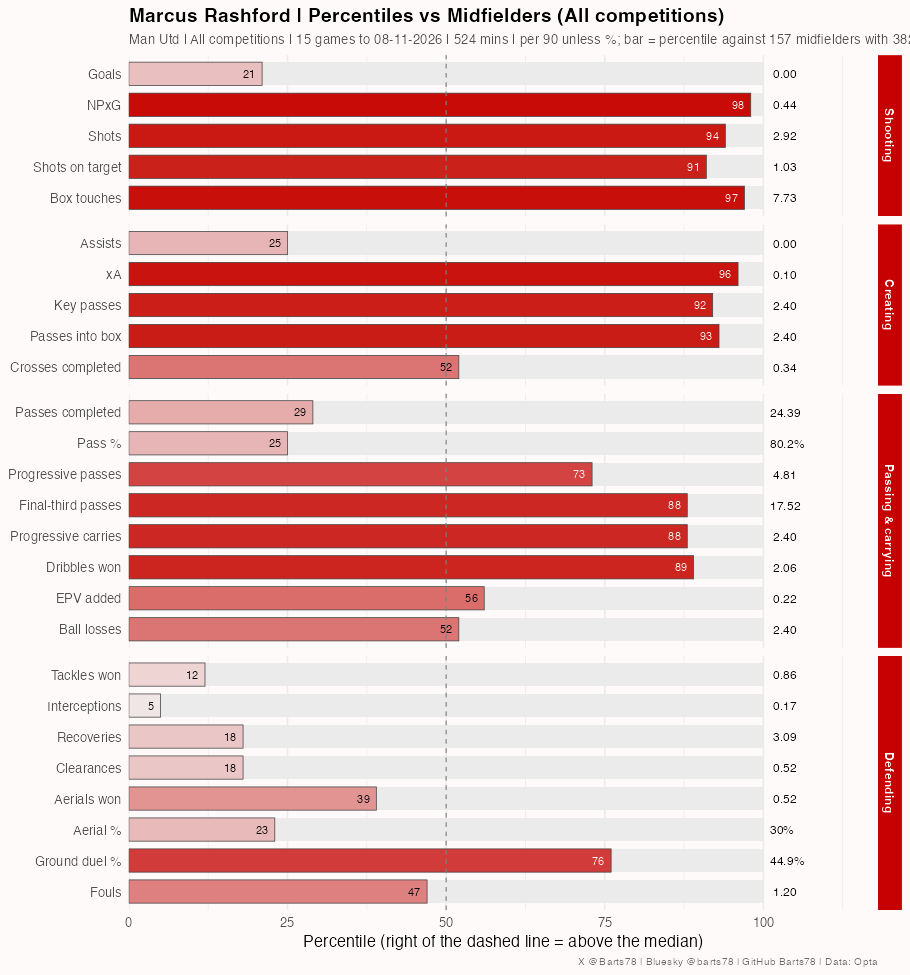 Marcus Rashford | Percentiles vs Midfielders (All competitions)
Man Utd | All competitions | 15 games to 08-11-2026 | 524 mins | per 90 unless %; bar = percentile against 157 midfielders with 382
Goals 21 0.00
NPxG 98 0.44
Shots 94 2.92
Shots on target 91 1.03
Box touches 97 7.73
Shooting
Assists 25 0.00
xA 96 0.10
Key passes 92 2.40
Passes into box 93 2.40
Crosses completed 52 0.34
Creating
Passes completed 29 24.39
Pass % 25 80.2%
Progressive passes 73 4.81
Final-third passes 88 17.52
Progressive carries 88 2.40
Dribbles won 89 2.06
EPV added 56 0.22
Ball losses 52 2.40
Passing & carrying
Tackles won 12 0.86
Interceptions 5 0.17
Recoveries 18 3.09
Clearances 18 0.52
Aerials won 39 0.52
Aerial % 23 30%
Ground duel % 76 44.9%
Fouls 47 1.20
Defending
0 25 50 75 100
Percentile (right of the dashed line = above the median)
X @Barts78 | Bluesky @barts78 | GitHub Barts78 | Data: Opta